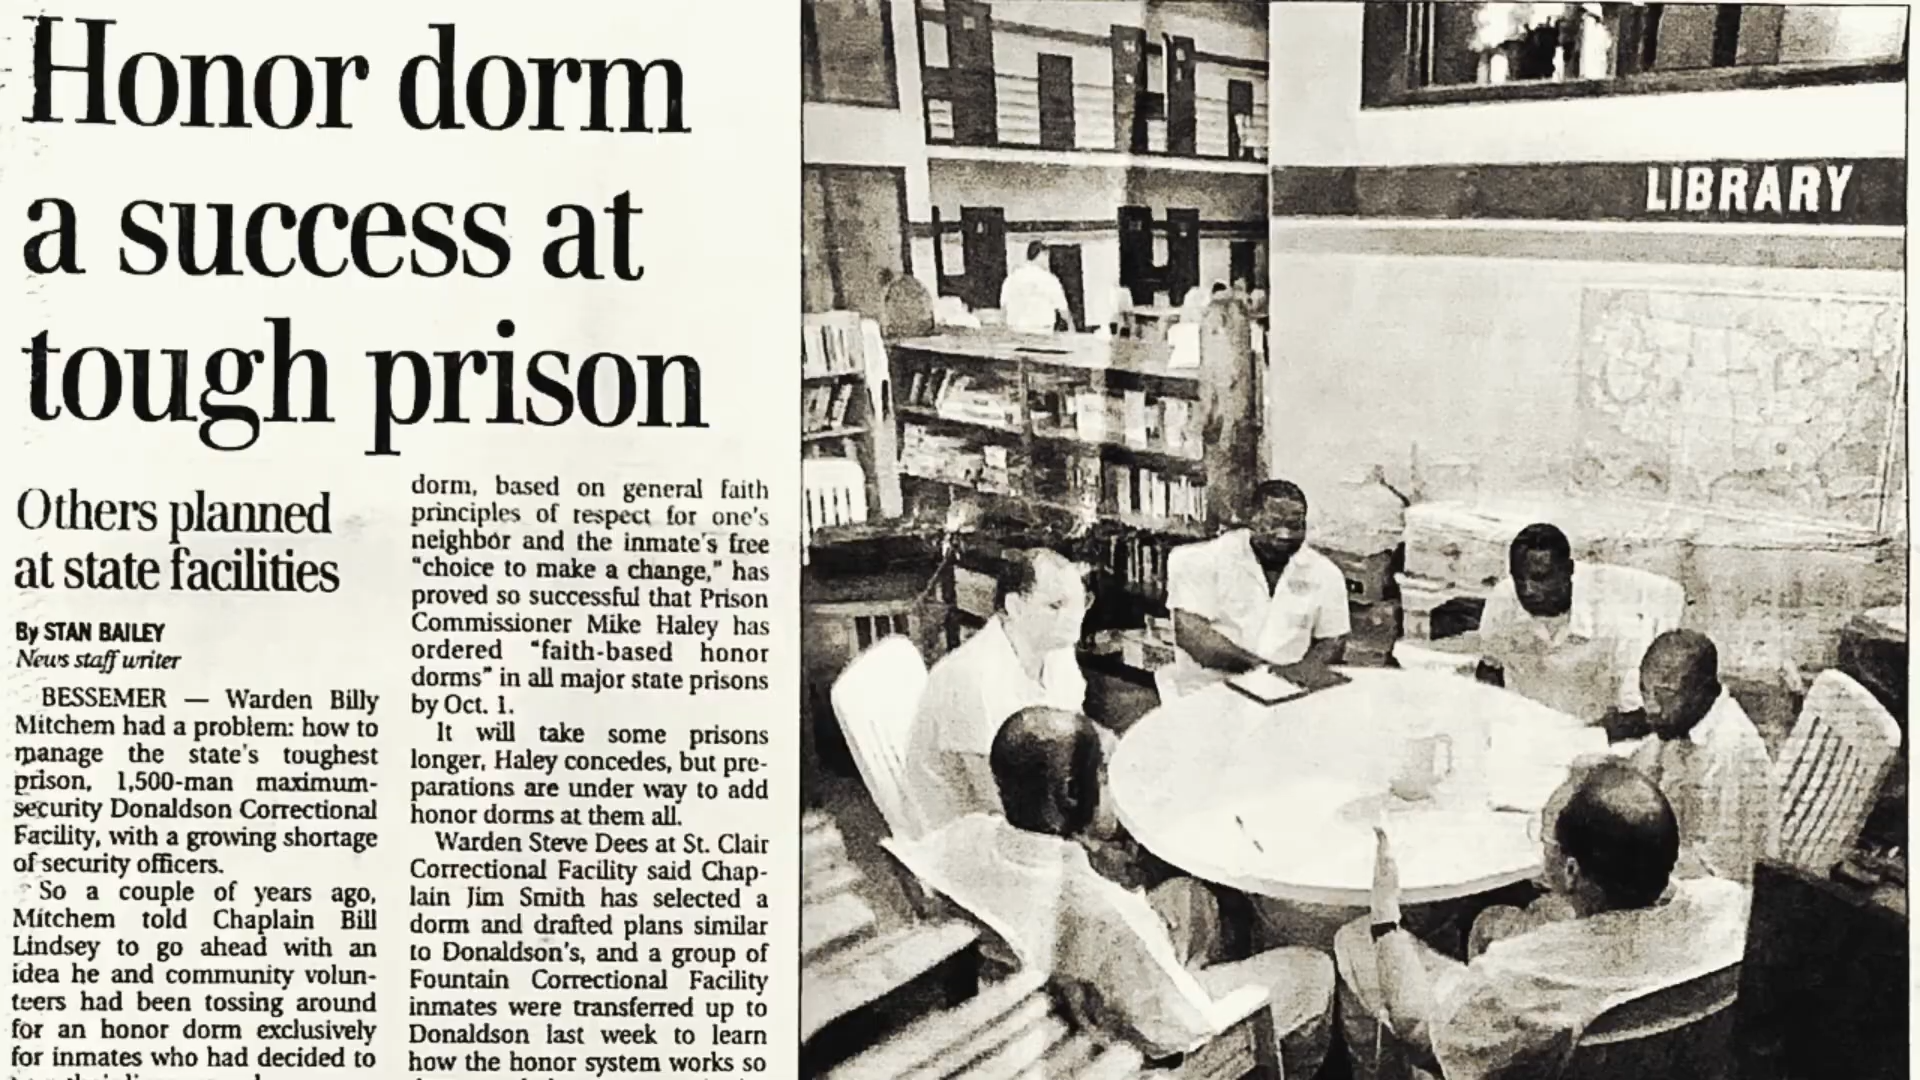 Honor dorm
a success at
tough prison
Others planned
at state facilities
By STAN BAILEY
News staff writer
BESSEMER — Warden Billy
Mitchem had a problem: how to
manage the state's toughest
prison, 1,500-man maximum-
security Donaldson Correctional
Facility, with a growing shortage
of security officers.
So a couple of years ago,
Mitchem told Chaplain Bill
Lindsey to go ahead with an
idea he and community volun-
teers had been tossing around
for an honor dorm exclusively
for inmates who had decided to
dorm, based on general faith
principles of respect for one's
neighbor and the inmate's free
"choice to make a change," has
proved so successful that Prison
Commissioner Mike Haley has
ordered "faith-based honor
dorms" in all major state prisons
by Oct. 1.
It will take some prisons
longer, Haley concedes, but pre-
parations are under way to add
honor dorms at them all.
Warden Steve Dees at St. Clair
Correctional Facility said Chap-
lain Jim Smith has selected a
dorm and drafted plans similar
to Donaldson's, and a group of
Fountain Correctional Facility
inmates were transferred up to
Donaldson last week to learn
how the honor system works so
LIBRARY